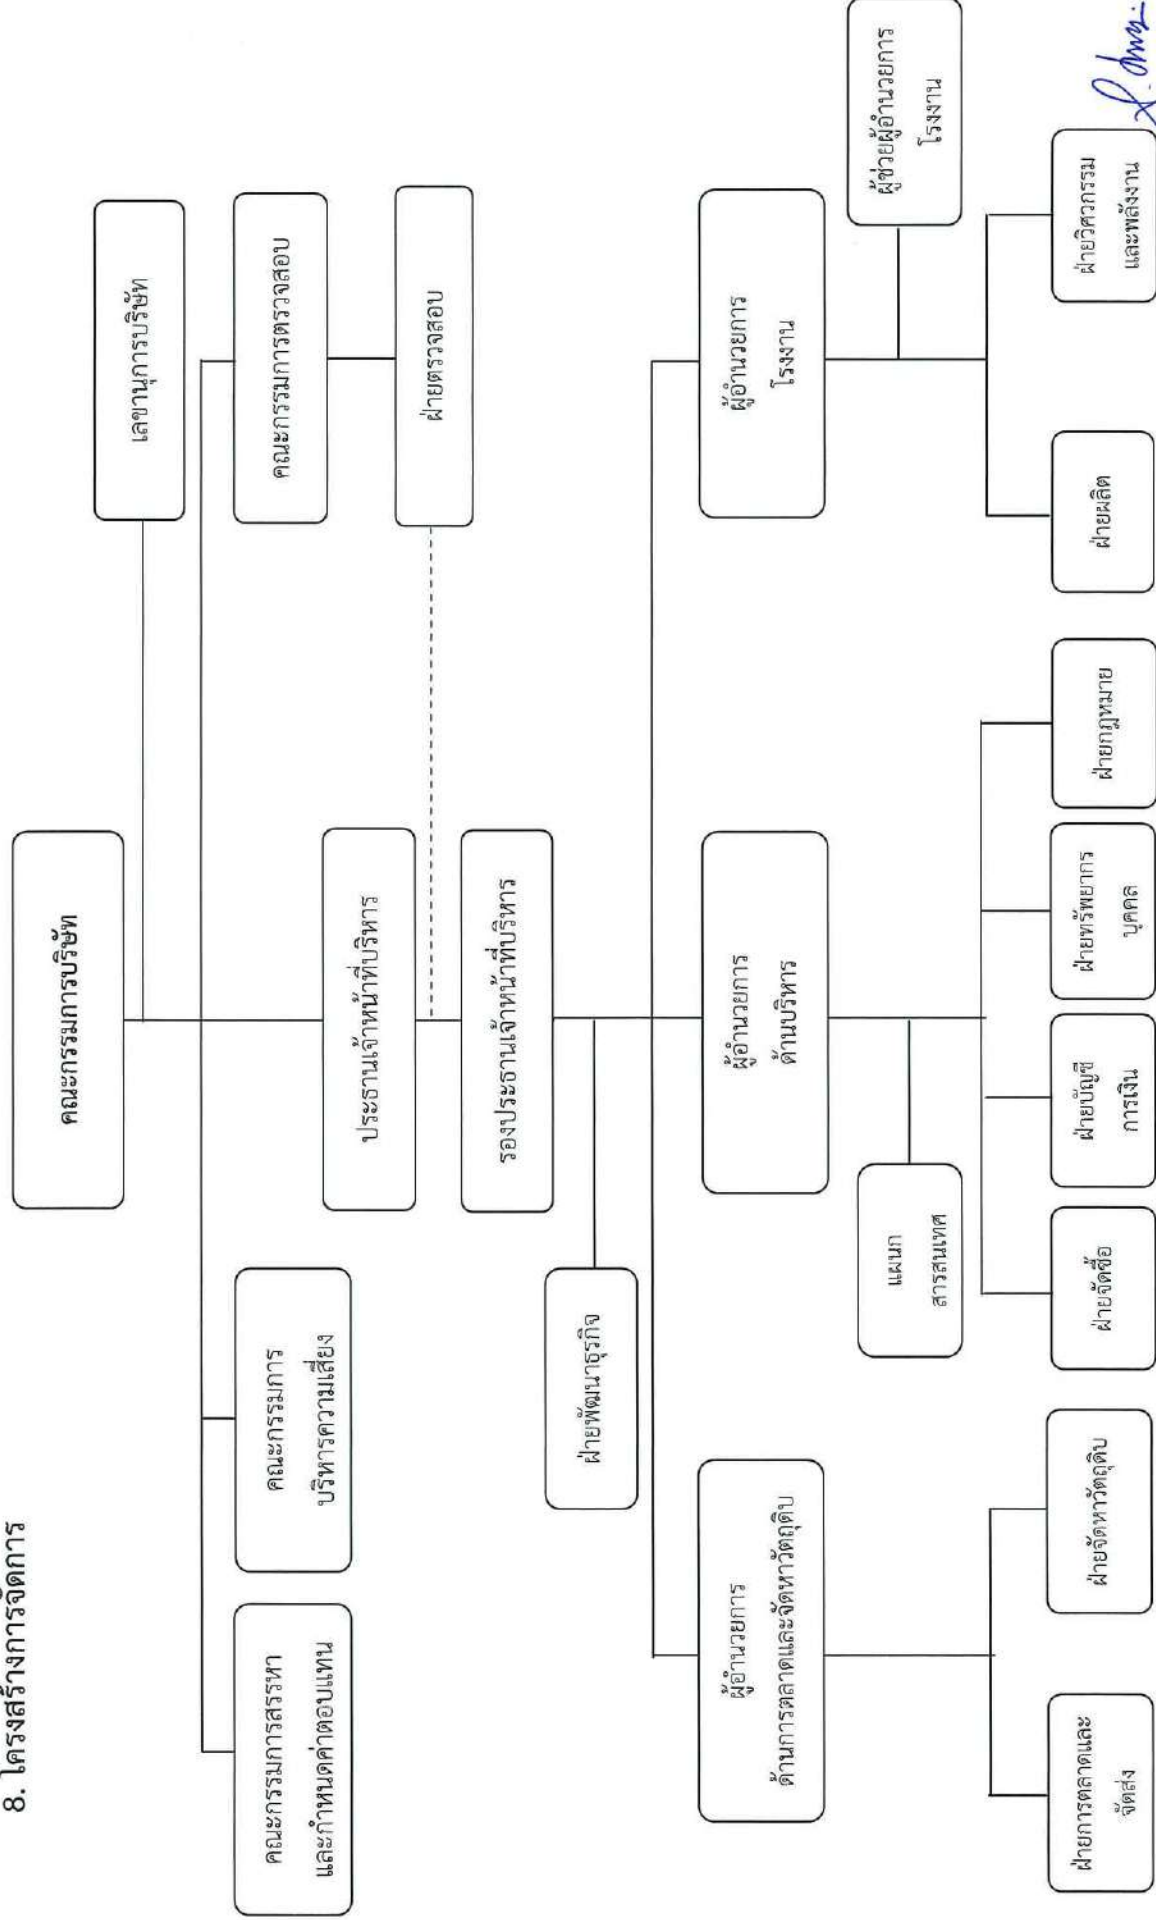 8. โครงสร้างการจัดการ
คณะกรรมการบริษัท
เลขานุการบริษัท
คณะกรรมการสรรหา
และกำหนดค่าตอบแทน
คณะกรรมการ
บริหารความเสี่ยง
คณะกรรมการตรวจสอบ
ประธานเจ้าหน้าที่บริหาร
ฝ่ายตรวจสอบ
รองประธานเจ้าหน้าที่บริหาร
ฝ่ายพัฒนาธุรกิจ
ผู้อำนวยการ
ด้านการตลาดและจัดหาวัตถุดิบ
ผู้อำนวยการ
ด้านบริหาร
ผู้อำนวยการ
โรงงาน
แผนก
สารสนเทศ
ผู้ช่วยผู้อำนวยการ
โรงงาน
ฝ่ายการตลาดและ
จัดส่ง
ฝ่ายจัดหาวัตถุดิบ
ฝ่ายจัดซื้อ
ฝ่ายบัญชี
การเงิน
ฝ่ายทรัพยากร
บุคคล
ฝ่ายกฎหมาย
ฝ่ายผลิต
ฝ่ายวิศวกรรม
และพลังงาน